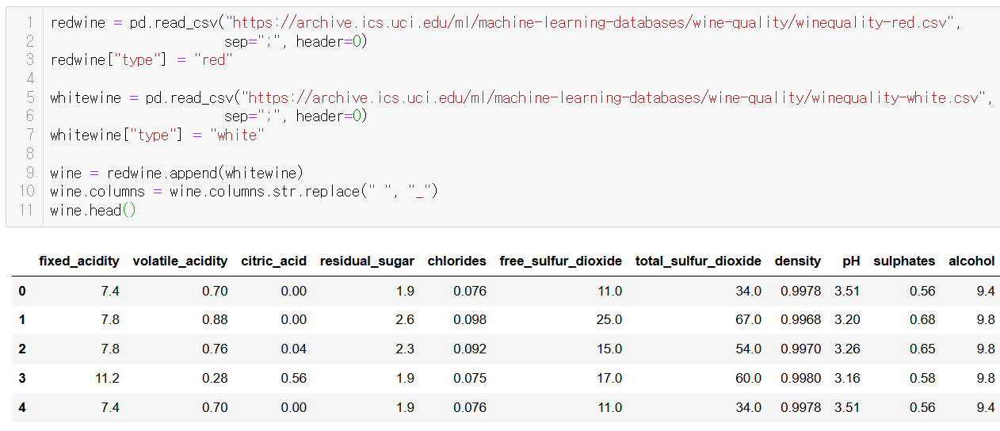 1 redwine = pd.read_csv("https://archive.ics.uci.edu/ml/machine-learning-databases/wine-quality/winequality-red.csv",
2 sep=";", header=0)
3 redwine["type"] = "red"
4
5 whitewine = pd.read_csv("https://archive.ics.uci.edu/ml/machine-learning-databases/wine-quality/winequality-white.csv",
6 sep=";", header=0)
7 whitewine["type"] = "white"
8
9 wine = redwine.append(whitewine)
10 wine.columns = wine.columns.str.replace(" ", "_")
11 wine.head()
fixed_acidity volatile_acidity citric_acid residual_sugar chlorides free_sulfur_dioxide total_sulfur_dioxide density pH sulphates alcohol
0 7.4 0.70 0.00 1.9 0.076 11.0 34.0 0.9978 3.51 0.56 9.4
1 7.8 0.88 0.00 2.6 0.098 25.0 67.0 0.9968 3.20 0.68 9.8
2 7.8 0.76 0.04 2.3 0.092 15.0 54.0 0.9970 3.26 0.65 9.8
3 11.2 0.28 0.56 1.9 0.075 17.0 60.0 0.9980 3.16 0.58 9.8
4 7.4 0.70 0.00 1.9 0.076 11.0 34.0 0.9978 3.51 0.56 9.4